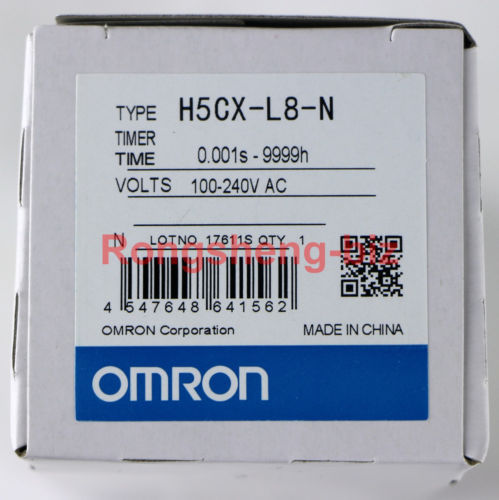 TYPE H5CX-L8-N
TIMER
TIME 0.001s - 9999h
VOLTS 100-240V AC
N LOTNO 17611S QTY 1
Rongsheng-biz
4 547648 641562
OMRON Corporation MADE IN CHINA
OMRON